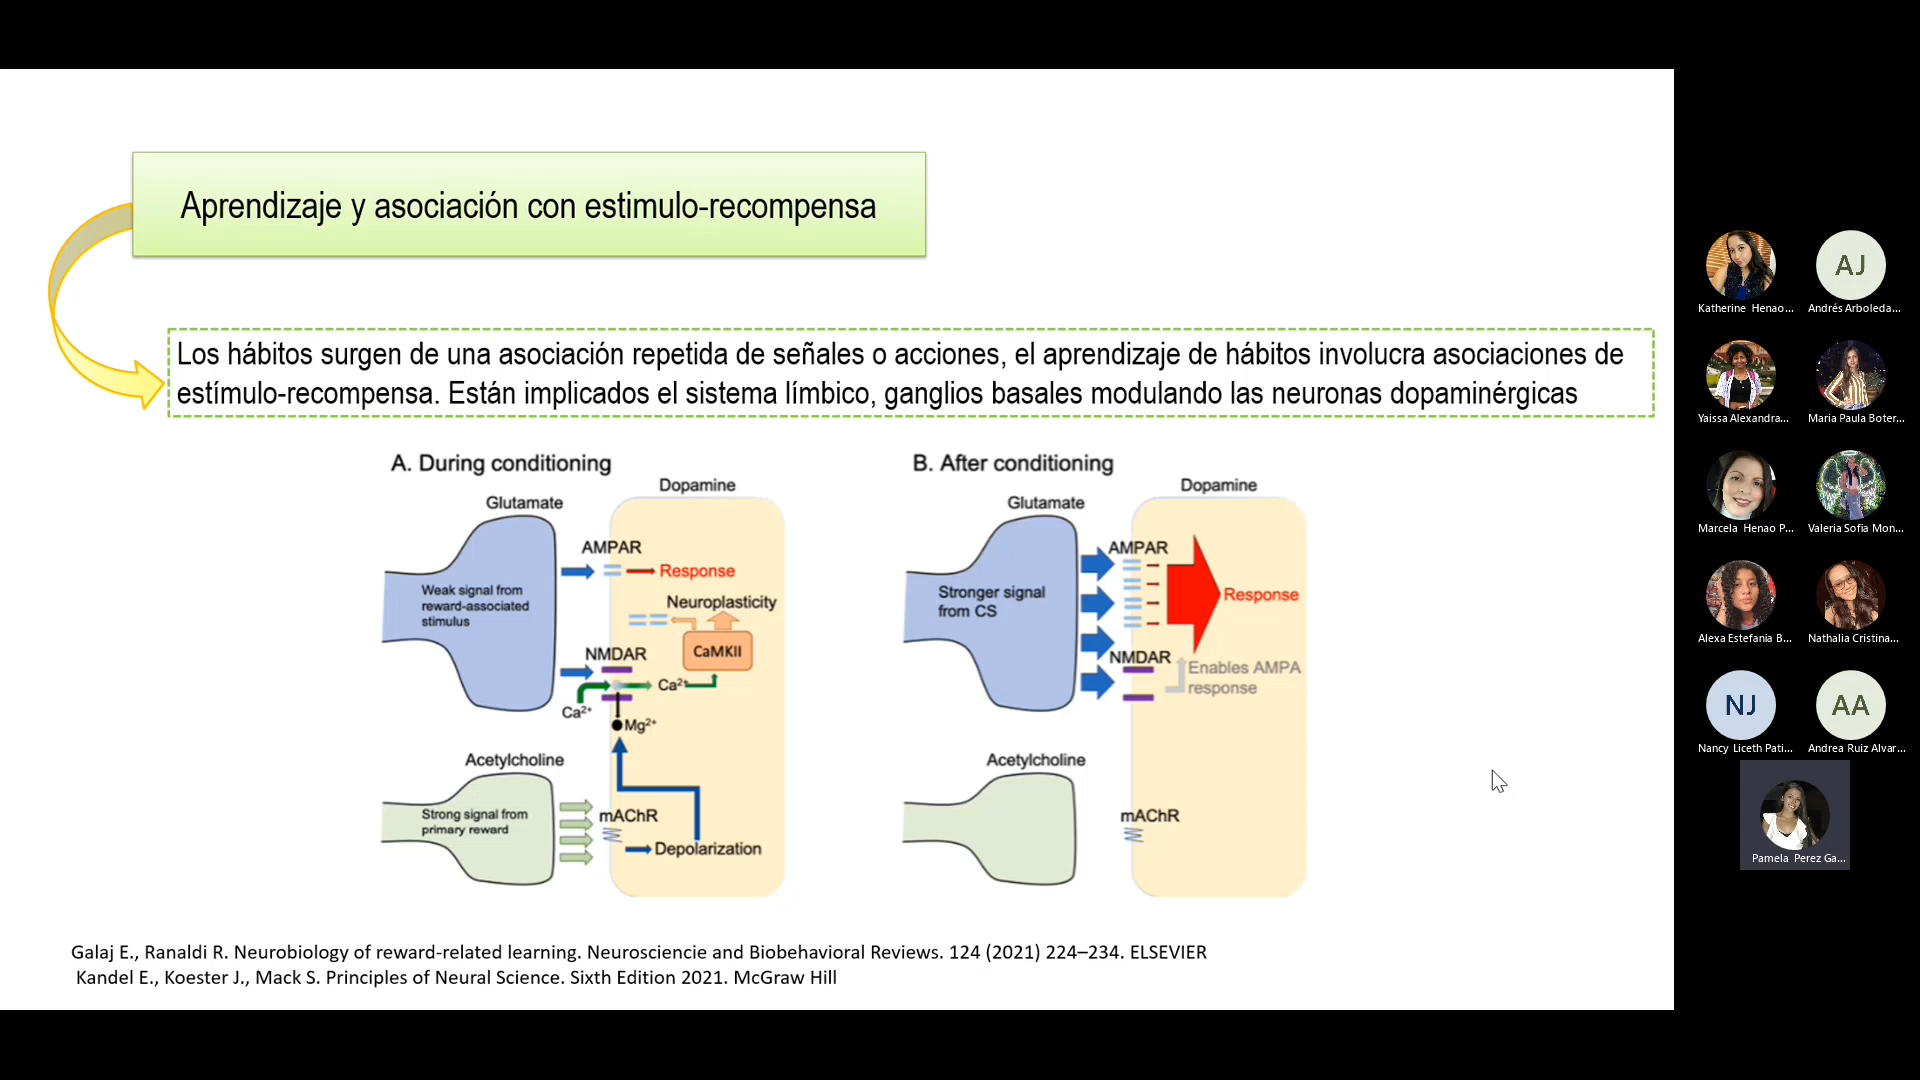 Aprendizaje y asociación con estimulo-recompensa
Los hábitos surgen de una asociación repetida de señales o acciones, el aprendizaje de hábitos involucra asociaciones de
estímulo-recompensa. Están implicados el sistema límbico, ganglios basales modulando las neuronas dopaminérgicas
A. During conditioning
Dopamine
Glutamate
AMPAR
Response
Weak signal from
reward-associated
stimulus
Neuroplasticity
CaMKII
NMDAR
Ca²⁺
Ca²⁺
Mg²⁺
Acetylcholine
Strong signal from
primary reward
mAChR
Depolarization
B. After conditioning
Dopamine
Glutamate
AMPAR
Stronger signal
from CS
Response
NMDAR
Enables AMPA
response
Acetylcholine
mAChR
Galaj E., Ranaldi R. Neurobiology of reward-related learning. Neurosciencie and Biobehavioral Reviews. 124 (2021) 224–234. ELSEVIER
Kandel E., Koester J., Mack S. Principles of Neural Science. Sixth Edition 2021. McGraw Hill
Katherine Henao...
AJ
Andrés Arboleda...
Yaissa Alexandra...
Maria Paula Boter...
Marcela Henao P...
Valeria Sofia Mon...
Alexa Estefania B...
Nathalia Cristina...
NJ
Nancy Liceth Pati...
AA
Andrea Ruiz Alvar...
Pamela Perez Ga...